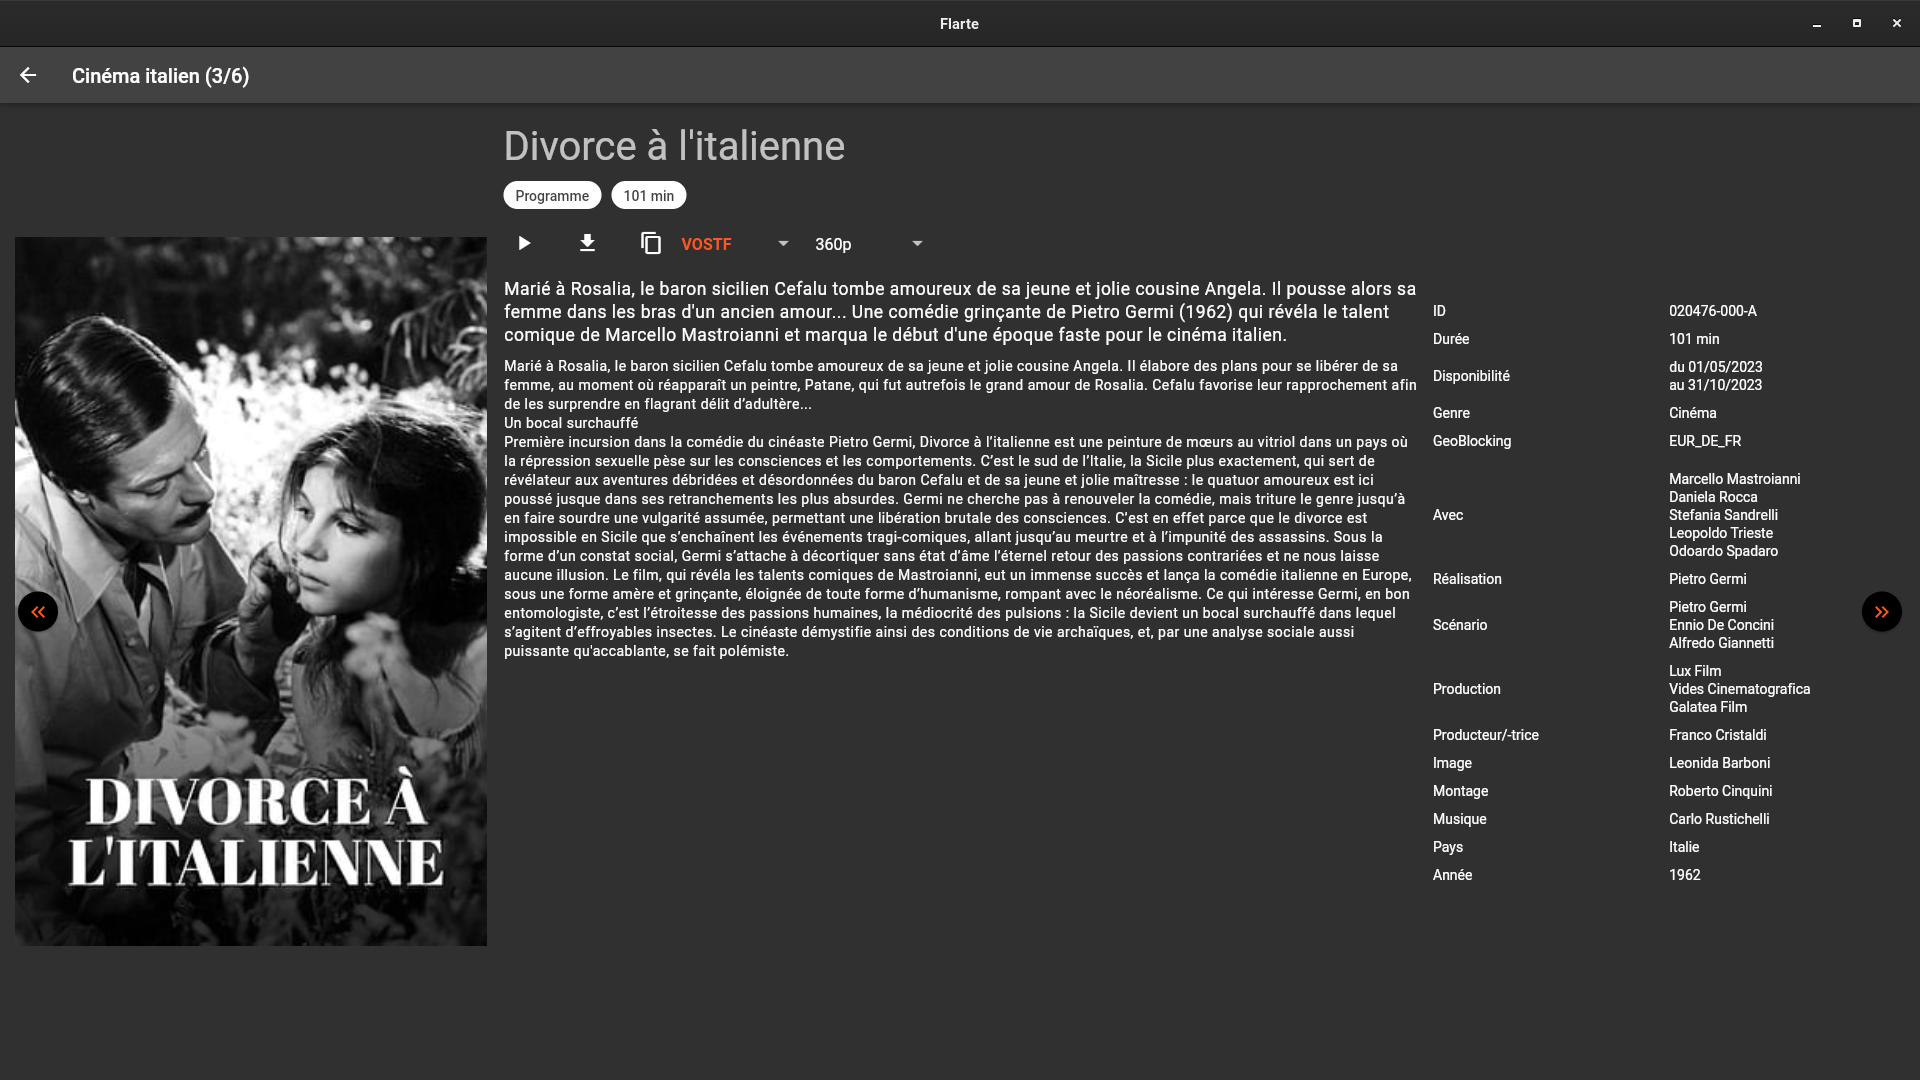 Flarte
Cinéma italien (3/6)
Divorce à l'italienne
Programme
101 min
VOSTF
360p
Marié à Rosalia, le baron sicilien Cefalu tombe amoureux de sa jeune et jolie cousine Angela. Il pousse alors sa
femme dans les bras d'un ancien amour... Une comédie grinçante de Pietro Germi (1962) qui révéla le talent
comique de Marcello Mastroianni et marqua le début d'une époque faste pour le cinéma italien.
Marié à Rosalia, le baron sicilien Cefalu tombe amoureux de sa jeune et jolie cousine Angela. Il élabore des plans pour se libérer de sa
femme, au moment où réapparaît un peintre, Patane, qui fut autrefois le grand amour de Rosalia. Cefalu favorise leur rapprochement afin
de les surprendre en flagrant délit d’adultère...
Un bocal surchauffé
Première incursion dans la comédie du cinéaste Pietro Germi, Divorce à l’italienne est une peinture de mœurs au vitriol dans un pays où
la répression sexuelle pèse sur les consciences et les comportements. C’est le sud de l’Italie, la Sicile plus exactement, qui sert de
révélateur aux aventures débridées et désordonnées du baron Cefalu et de sa jeune et jolie maîtresse : le quatuor amoureux est ici
poussé jusque dans ses retranchements les plus absurdes. Germi ne cherche pas à renouveler la comédie, mais triture le genre jusqu’à
en faire sourdre une vulgarité assumée, permettant une libération brutale des consciences. C’est en effet parce que le divorce est
impossible en Sicile que s’enchaînent les événements tragi-comiques, allant jusqu’au meurtre et à l’impunité des assassins. Sous la
forme d’un constat social, Germi s’attache à décortiquer sans état d’âme l’éternel retour des passions contrariées et ne nous laisse
aucune illusion. Le film, qui révéla les talents comiques de Mastroianni, eut un immense succès et lança la comédie italienne en Europe,
sous une forme amère et grinçante, éloignée de toute forme d’humanisme, rompant avec le néoréalisme. Ce qui intéresse Germi, en bon
entomologiste, c’est l’étroitesse des passions humaines, la médiocrité des pulsions : la Sicile devient un bocal surchauffé dans lequel
s’agitent d’effroyables insectes. Le cinéaste démystifie ainsi des conditions de vie archaïques, et, par une analyse sociale aussi
puissante qu'accablante, se fait polémiste.
ID 020476-000-A
Durée 101 min
Disponibilité du 01/05/2023
au 31/10/2023
Genre Cinéma
GeoBlocking EUR_DE_FR
Avec Marcello Mastroianni
Daniela Rocca
Stefania Sandrelli
Leopoldo Trieste
Odoardo Spadaro
Réalisation Pietro Germi
Scénario Pietro Germi
Ennio De Concini
Alfredo Giannetti
Production Lux Film
Vides Cinematografica
Galatea Film
Producteur/-trice Franco Cristaldi
Image Leonida Barboni
Montage Roberto Cinquini
Musique Carlo Rustichelli
Pays Italie
Année 1962
DIVORCE À
L'ITALIENNE